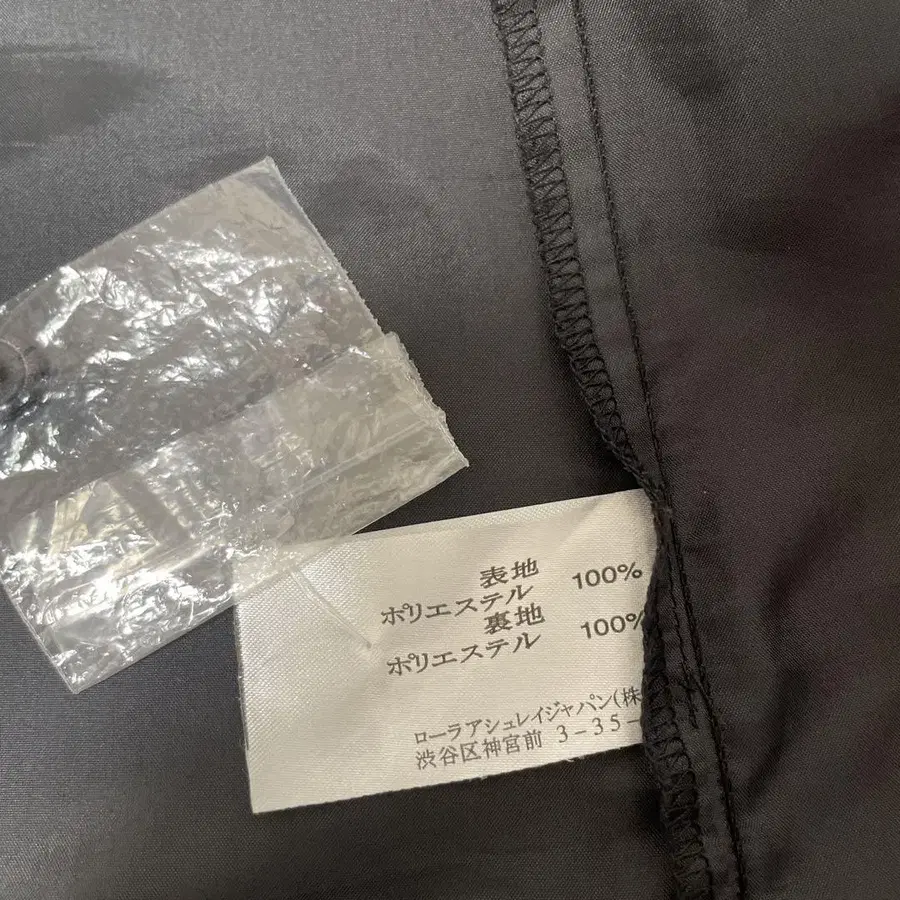 表地
ポリエステル 100%
裏地
ポリエステル 100%
ローラアシュレイジャパン(株
渋谷区神宮前 3-35-